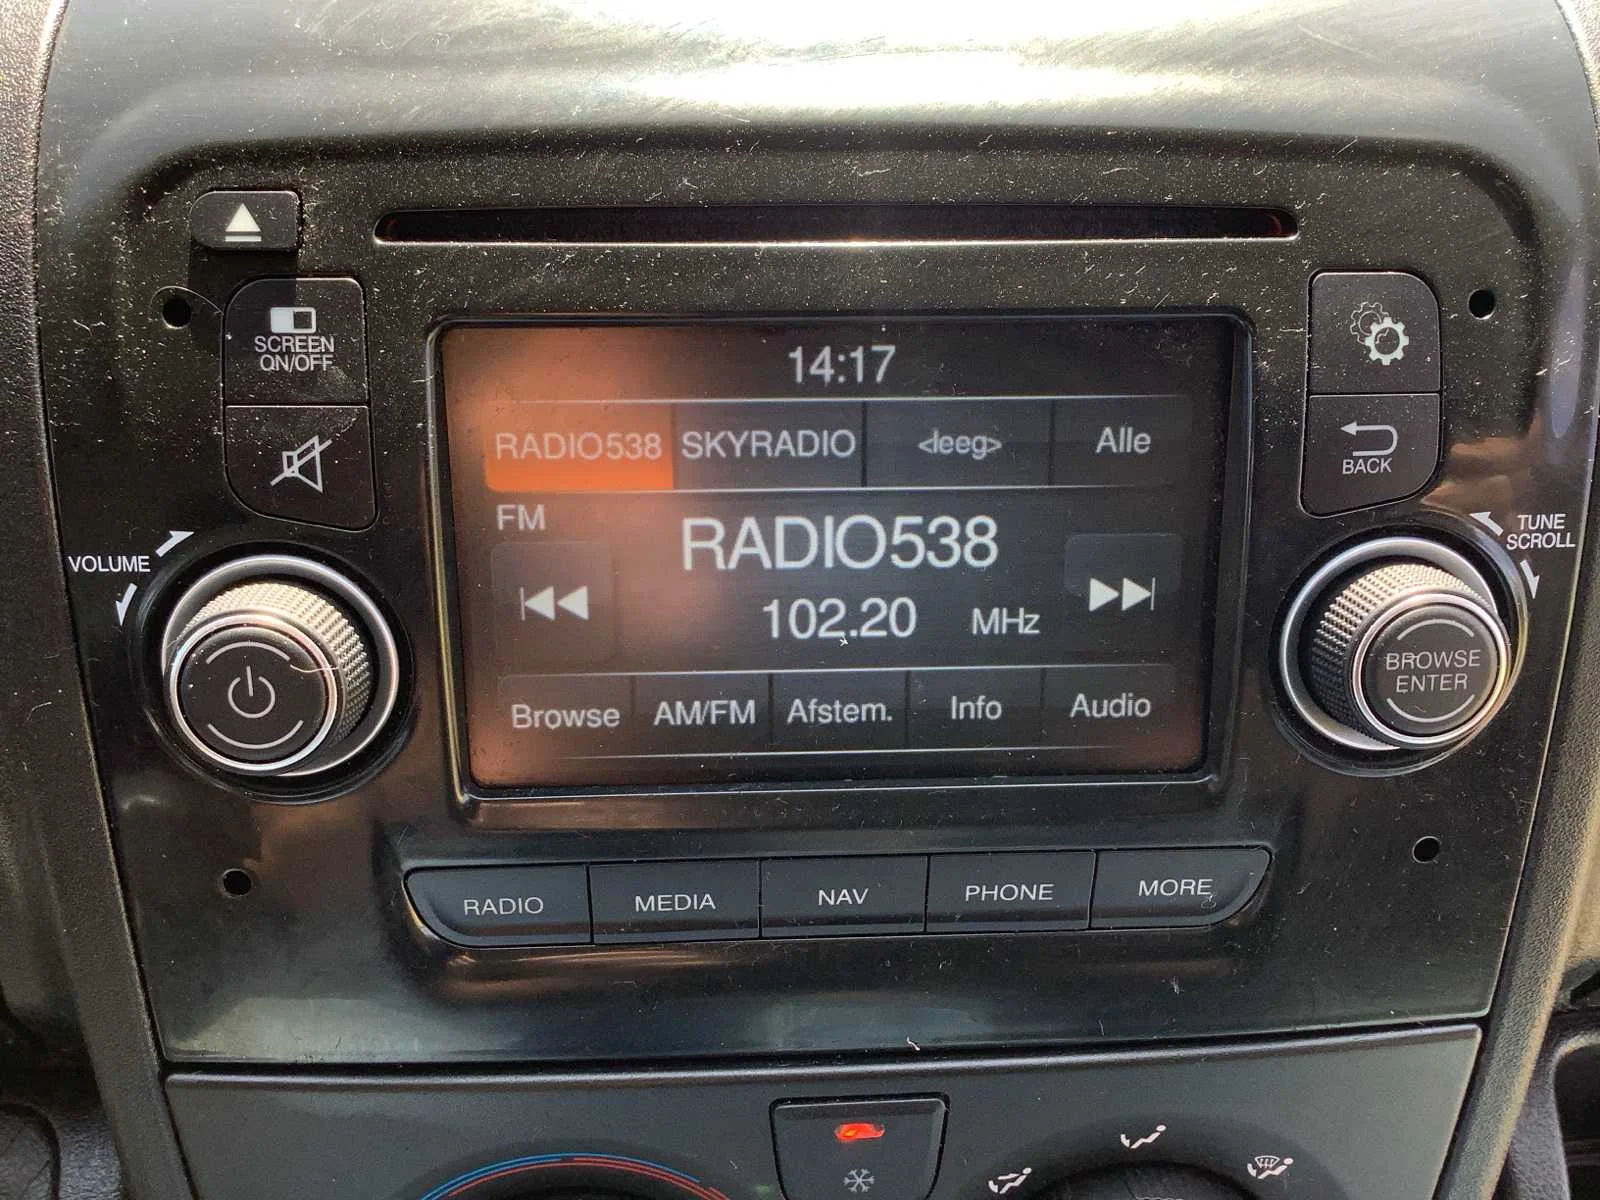 SCREEN
ON/OFF
VOLUME
14:17
RADIO538 SKYRADIO <leeg> Alle
FM
RADIO538
102.20 MHz
Browse AM/FM Afstem. Info Audio
BACK
TUNE
SCROLL
BROWSE
ENTER
RADIO MEDIA NAV PHONE MORE